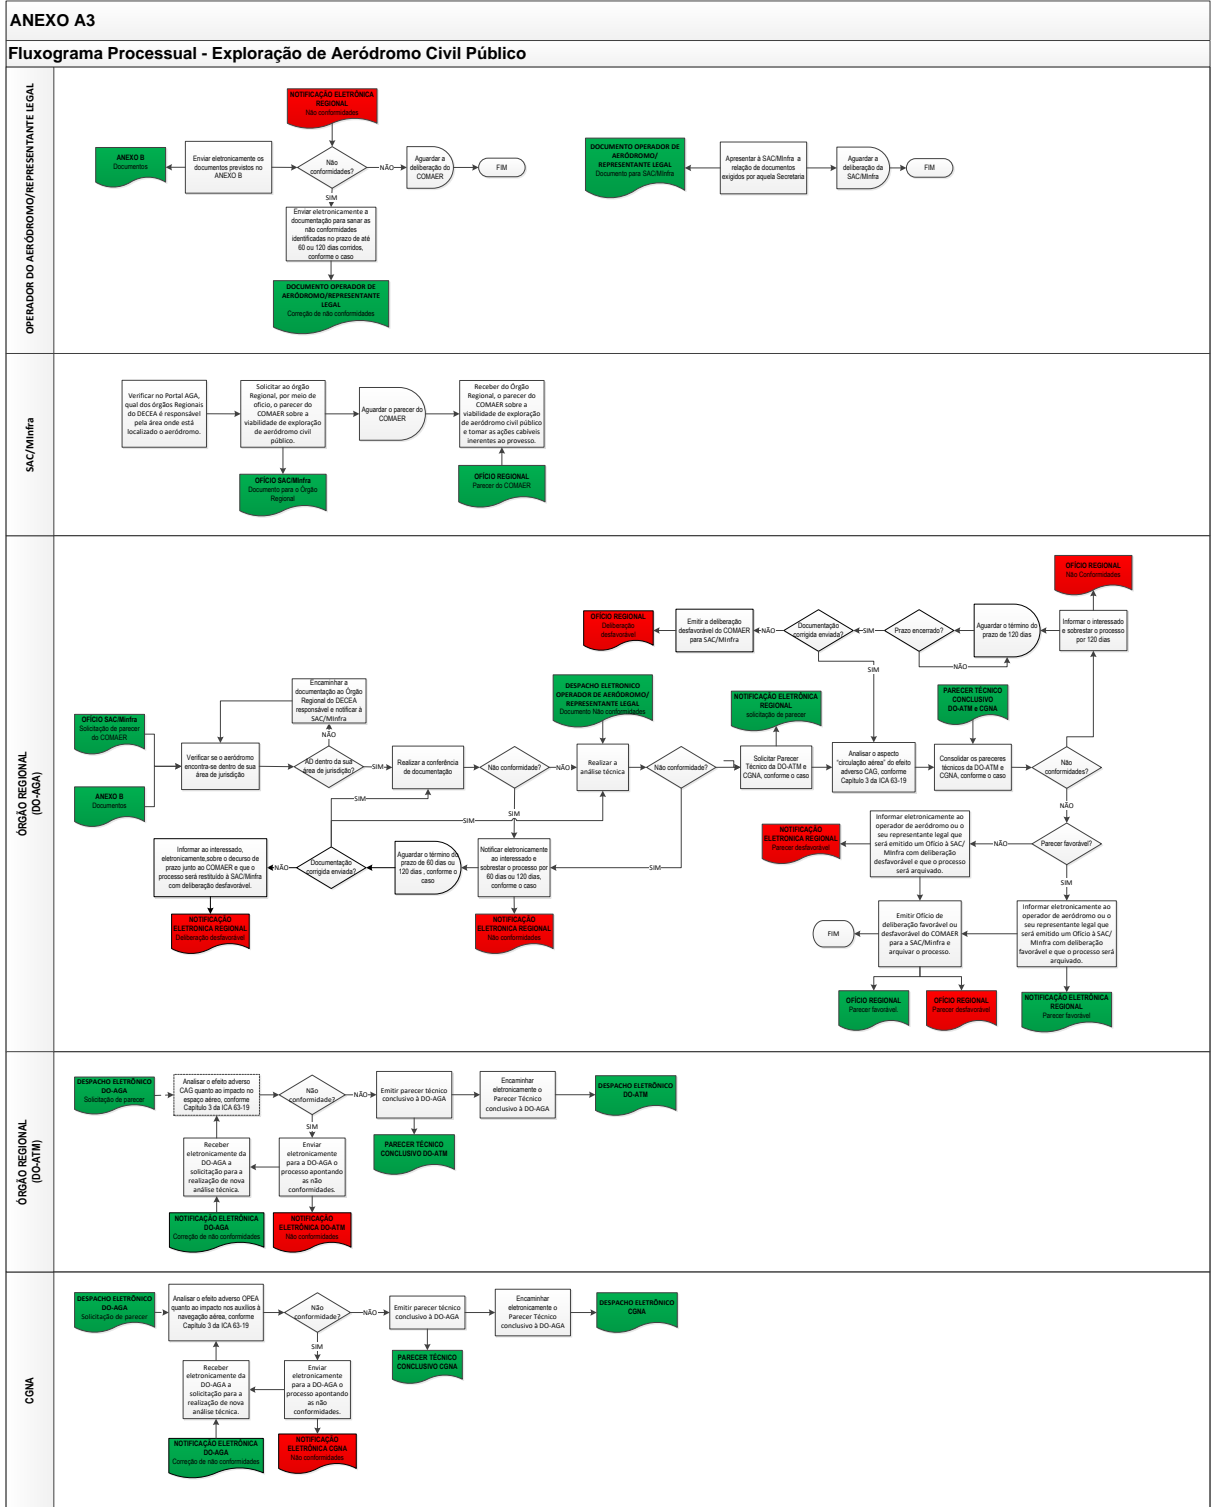 ANEXO A3
Fluxograma Processual - Exploração de Aeródromo Civil Público
OPERADOR DO AERÓDROMO/REPRESENTANTE LEGAL
NOTIFICAÇÃO ELETRÔNICA
REGIONAL
Não conformidades
ANEXO B
Documentos
Enviar eletronicamente os
documentos previstos no
ANEXO B
Não
conformidades?
NÃO
Aguardar a
deliberação do
COMAER
FIM
SIM
Enviar eletronicamente a
documentação para sanar as
não conformidades
identificadas no prazo de até
60 ou 120 dias corridos,
conforme o caso
DOCUMENTO OPERADOR DE
AERÓDROMO/REPRESENTANTE
LEGAL
Correção de não conformidades
DOCUMENTO OPERADOR DE
AERÓDROMO/
REPRESENTANTE LEGAL
Documento para SAC/MInfra
Apresentar à SAC/MInfra a
relação de documentos
exigidos por aquela Secretaria
Aguardar a
deliberação da
SAC/MInfra
FIM
SAC/MInfra
Verificar no Portal AGA,
qual dos órgãos Regionais
do DECEA é responsável
pela área onde está
localizado o aeródromo.
Solicitar ao órgão
Regional, por meio de
ofício, o parecer do
COMAER sobre a
viabilidade de exploração
de aeródromo civil
público.
Aguardar o parecer do
COMAER
Receber do Órgão
Regional, o parecer do
COMAER sobre a
viabilidade de exploração
de aeródromo civil público
e tomar as ações cabíveis
inerentes ao provesso.
OFÍCIO SAC/MInfra
Documento para o Órgão
Regional
OFÍCIO REGIONAL
Parecer do COMAER
ÓRGÃO REGIONAL
(DO-AGA)
OFÍCIO REGIONAL
Não Conformidades
OFÍCIO REGIONAL
Deliberação
desfavorável
Emitir a deliberação
desfavorável do COMAER
para SAC/MInfra
NÃO
Documentação
corrigida enviada?
SIM
Prazo encerrado?
Aguardar o término do
prazo de 120 dias
Informar o interessado
e sobrestar o processo
por 120 dias
NÃO
SIM
Encaminhar a
documentação ao Órgão
Regional do DECEA
responsável e notificar à
SAC/MInfra
NÃO
DESPACHO ELETRONICO
OPERADOR DE AERÓDROMO/
REPRESENTANTE LEGAL
Documento Não conformidades
NOTIFICAÇÃO ELETRÔNICA
REGIONAL
solicitação de parecer
PARECER TÉCNICO
CONCLUSIVO
DO-ATM e CGNA
OFÍCIO SAC/MInfra
Solicitação de parecer
do COMAER
ANEXO B
Documentos
Verificar se o aeródromo
encontra-se dentro de sua
área de jurisdição
AD dentro da sua
área de jurisdição?
SIM
Realizar a conferência
de documentação
Não conformidade?
NÃO
Realizar a
análise técnica
Não conformidade?
Solicitar Parecer
Técnico da DO-ATM e
CGNA, conforme o caso
Analisar o aspecto
"circulação aérea" do efeito
adverso CAG, conforme
Capítulo 3 da ICA 63-19
Consolidar os pareceres
técnicos da DO-ATM e
CGNA, conforme o caso
Não
conformidades?
NÃO
SIM
SIM
SIM
Informar ao interessado,
eletronicamente,sobre o decurso de
prazo junto ao COMAER e que o
processo será restituído à SAC/MInfra
com deliberação desfavorável.
NÃO
Documentação
corrigida enviada?
Aguardar o término do
prazo de 60 dias ou
120 dias , conforme o
caso
Notificar eletronicamente
ao interessado e
sobrestar o processo por
60 dias ou 120 dias,
conforme o caso
SIM
NOTIFICAÇÃO
ELETRONICA REGIONAL
Deliberação desfavorável
NOTIFICAÇÃO
ELETRONICA REGIONAL
Não conformidades
NOTIFICAÇÃO
ELETRONICA REGIONAL
Parecer desfavorável
Informar eletronicamente ao
operador de aeródromo ou o
seu representante legal que
será emitido um Ofício à SAC/
MInfra com deliberação
desfavorável e que o processo
será arquivado.
NÃO
Parecer favorável?
SIM
FIM
Emitir Ofício de
deliberação favorável ou
desfavorável do COMAER
para a SAC/MInfra e
arquivar o processo.
Informar eletronicamente ao
operador de aeródromo ou o
seu representante legal que
será emitido um Ofício à SAC/
MInfra com deliberação
favorável e que o processo será
arquivado.
OFÍCIO REGIONAL
Parecer favorável.
OFÍCIO REGIONAL
Parecer desfavorável
NOTIFICAÇÃO ELETRÔNICA
REGIONAL
Parecer favorável
ÓRGÃO REGIONAL
(DO-ATM)
DESPACHO ELETRÔNICO
DO-AGA
Solicitação de parecer
Analisar o efeito adverso
CAG quanto ao impacto no
espaço aéreo, conforme
Capítulo 3 da ICA 63-19
Não
conformidade?
NÃO
Emitir parecer técnico
conclusivo à DO-AGA
Encaminhar
eletronicamente o
Parecer Técnico
conclusivo à DO-AGA
DESPACHO ELETRÔNICO
DO-ATM
SIM
PARECER TÉCNICO
CONCLUSIVO DO-ATM
Receber
eletronicamente da
DO-AGA a
solicitação para a
realização de nova
análise técnica.
Enviar
eletronicamente
para a DO-AGA o
processo apontando
as não
conformidades.
NOTIFICAÇÃO ELETRÔNICA
DO-AGA
Correção de não conformidades
NOTIFICAÇÃO
ELETRÔNICA DO-ATM
Não conformidades
CGNA
DESPACHO ELETRÔNICO
DO-AGA
Solicitação de parecer
Analisar o efeito adverso OPEA
quanto ao impacto nos auxílios à
navegação aérea, conforme
Capítulo 3 da ICA 63-19
Não
conformidade?
NÃO
Emitir parecer técnico
conclusivo à DO-AGA
Encaminhar
eletronicamente o
Parecer Técnico
conclusivo à DO-AGA
DESPACHO ELETRÔNICO
CGNA
SIM
PARECER TÉCNICO
CONCLUSIVO CGNA
Receber
eletronicamente da
DO-AGA a
solicitação para a
realização de nova
análise técnica.
Enviar
eletronicamente
para a DO-AGA o
processo apontando
as não
conformidades.
NOTIFICAÇÃO ELETRÔNICA
DO-AGA
Correção de não conformidades
NOTIFICAÇÃO
ELETRÔNICA CGNA
Não conformidades